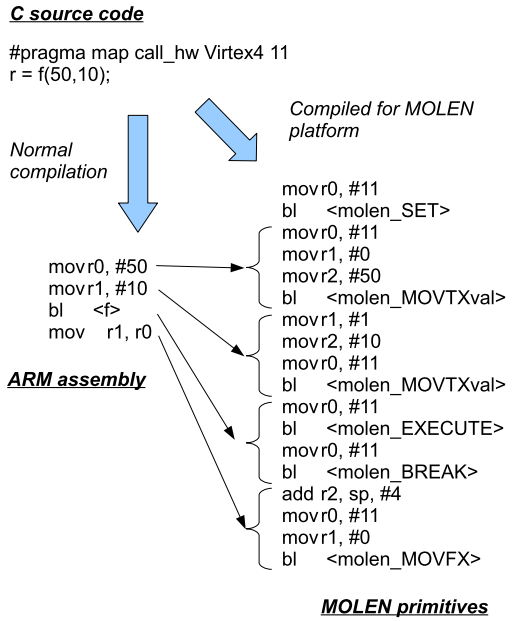 C source code
#pragma map call_hw Virtex4 11
r = f(50,10);
Normal
compilation
Compiled for MOLEN
platform
mov r0, #50
mov r1, #10
bl <f>
mov r1, r0
ARM assembly
mov r0, #11
bl <molen_SET>
mov r0, #11
mov r1, #0
mov r2, #50
bl <molen_MOVTXval>
mov r1, #1
mov r2, #10
mov r0, #11
bl <molen_MOVTXval>
mov r0, #11
bl <molen_EXECUTE>
mov r0, #11
bl <molen_BREAK>
add r2, sp, #4
mov r0, #11
mov r1, #0
bl <molen_MOVFX>
MOLEN primitives